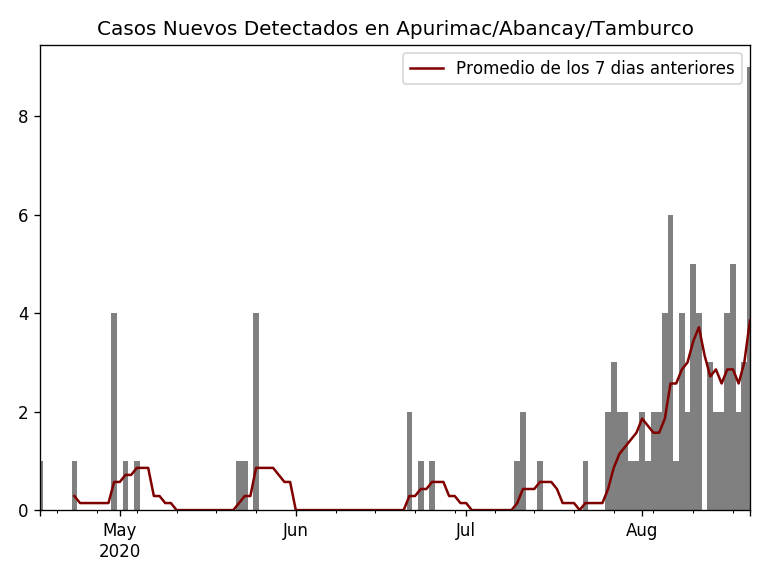 Casos Nuevos Detectados en Apurimac/Abancay/Tamburco
Promedio de los 7 dias anteriores
8
6
4
2
0
May
2020
Jun
Jul
Aug